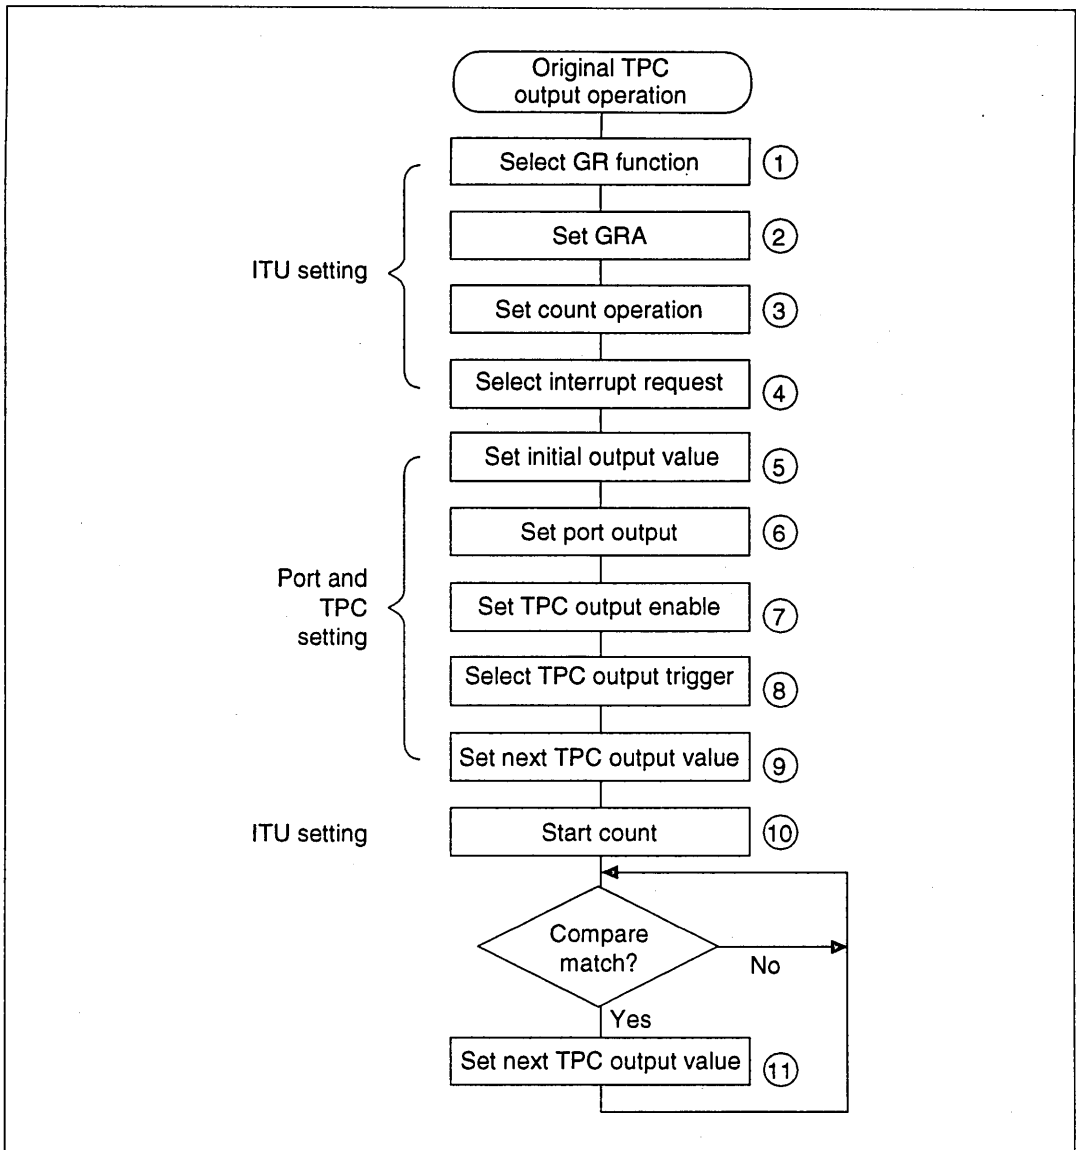 Original TPC
output operation
Select GR function
①
Set GRA
②
ITU setting
Set count operation
③
Select interrupt request
④
Set initial output value
⑤
Set port output
⑥
Port and
TPC
setting
Set TPC output enable
⑦
Select TPC output trigger
⑧
Set next TPC output value
⑨
ITU setting
Start count
⑩
Compare
match?
No
Yes
Set next TPC output value
⑪